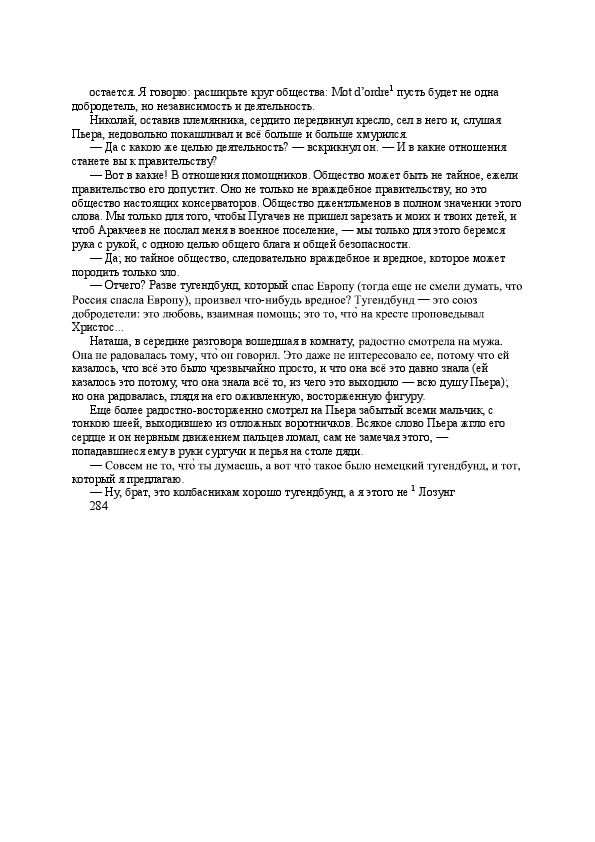 остается. Я говорю: расширьте круг общества: Mot d’ordre¹ пусть будет не одна
добродетель, но независимость и деятельность.
Николай, оставив племянника, сердито передвинул кресло, сел в него и, слушая
Пьера, недовольно покашливал и всё больше и больше хмурился.
— Да с какою же целью деятельность? — вскрикнул он. — И в какие отношения
станете вы к правительству?
— Вот в какие! В отношения помощников. Общество может быть не тайное, ежели
правительство его допустит. Оно не только не враждебное правительству, но это
общество настоящих консерваторов. Общество джентльменов в полном значении этого
слова. Мы только для того, чтобы Пугачев не пришел зарезать и моих и твоих детей, и
чтоб Аракчеев не послал меня в военное поселение, — мы только для этого беремся
рука с рукой, с одною целью общего блага и общей безопасности.
— Да; но тайное общество, следовательно враждебное и вредное, которое может
породить только зло.
— Отчего? Разве тугендбунд, который спас Европу (тогда еще не смели думать, что
Россия спасла Европу), произвел что-нибудь вредное? Тугендбунд — это союз
добродетели: это любовь, взаимная помощь; это то, что̀ на кресте проповедывал
Христос...
Наташа, в середине разговора вошедшая в комнату, радостно смотрела на мужа.
Она не радовалась тому, что̀ он говорил. Это даже не интересовало ее, потому что ей
казалось, что всё это было чрезвычайно просто, и что она всё это давно знала (ей
казалось это потому, что она знала всё то, из чего это выходило — всю душу Пьера);
но она радовалась, глядя на его оживленную, восторженную фигуру.
Еще более радостно-восторженно смотрел на Пьера забытый всеми мальчик, с
тонкою шеей, выходившею из отложных воротничков. Всякое слово Пьера жгло его
сердце и он нервным движением пальцев ломал, сам не замечая этого, —
попадавшиеся ему в руки сургучи и перья на столе дяди.
— Совсем не то, что̀ ты думаешь, а вот что̀ такое было немецкий тугендбунд, и тот,
который я предлагаю.
— Ну, брат, это колбасникам хорошо тугендбунд, а я этого не ¹ Лозунг
284